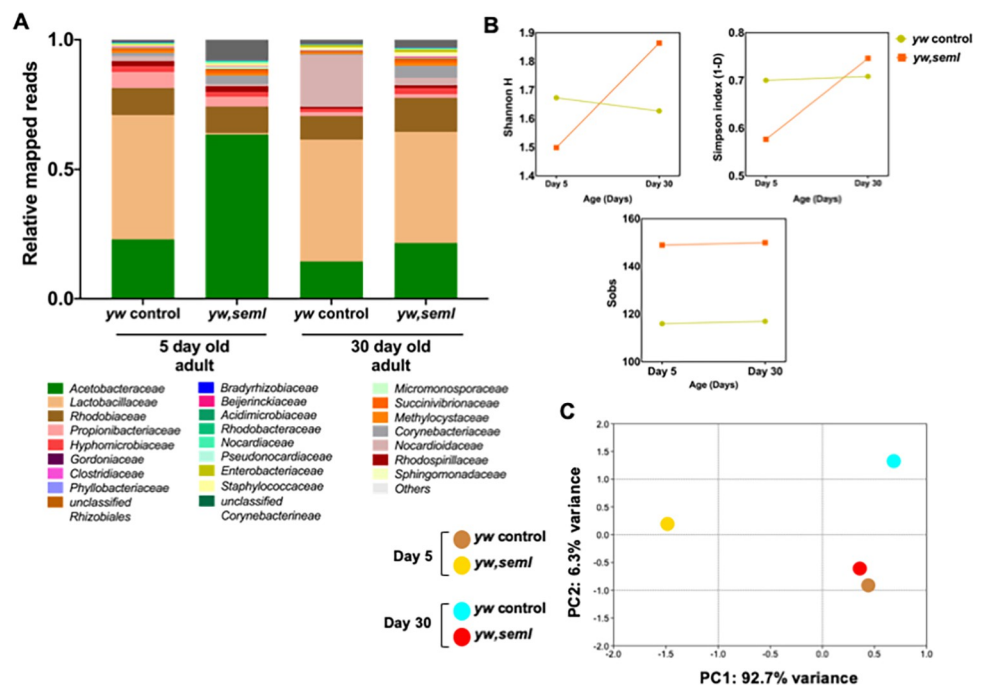 A
Relative mapped reads
1.0
0.5
0.0
yw control
yw,seml
yw control
yw,seml
5 day old
adult
30 day old
adult
Acetobacteraceae
Lactobacillaceae
Rhodobiaceae
Propionibacteriaceae
Hyphomicrobiaceae
Gordoniaceae
Clostridiaceae
Phyllobacteriaceae
unclassified
Rhizobiales
Bradyrhizobiaceae
Beijerinckiaceae
Acidimicrobiaceae
Rhodobacteraceae
Nocardiaceae
Pseudonocardiaceae
Enterobacteriaceae
Staphylococcaceae
unclassified
Corynebacterineae
Micromonosporaceae
Succinivibrionaceae
Methylocystaceae
Corynebacteriaceae
Nocardioidaceae
Rhodospirillaceae
Sphingomonadaceae
Others
B
Shannon H
1.9
1.8
1.7
1.6
1.5
1.4
Day 5
Day 30
Age (Days)
Simpson index (1-D)
0.8
0.7
0.6
0.5
Day 5
Day 30
Age (Days)
yw control
yw,seml
Sobs
160
140
120
100
Day 5
Day 30
Age (Days)
C
Day 5
yw control
yw,seml
Day 30
yw control
yw,seml
PC2: 6.3% variance
2.0
1.5
1.0
0.5
0.0
-0.5
-1.0
-1.5
-2.0
-2.0
-1.5
-1.0
-0.5
0.0
0.5
1.0
PC1: 92.7% variance